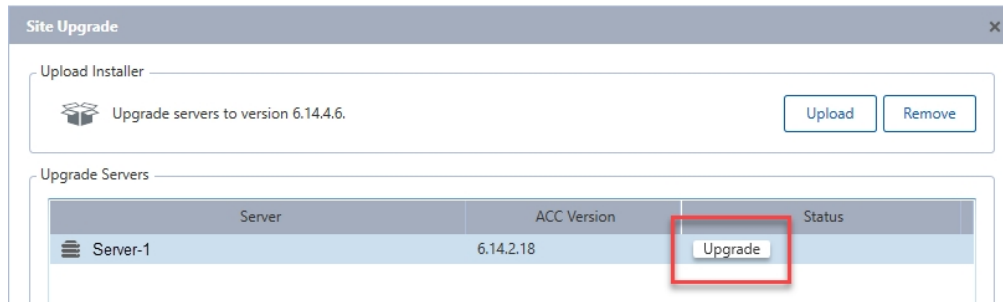 Site Upgrade
Upload Installer
Upgrade servers to version 6.14.4.6.
Upload
Remove
Upgrade Servers
Server ACC Version Status
Server-1 6.14.2.18 Upgrade